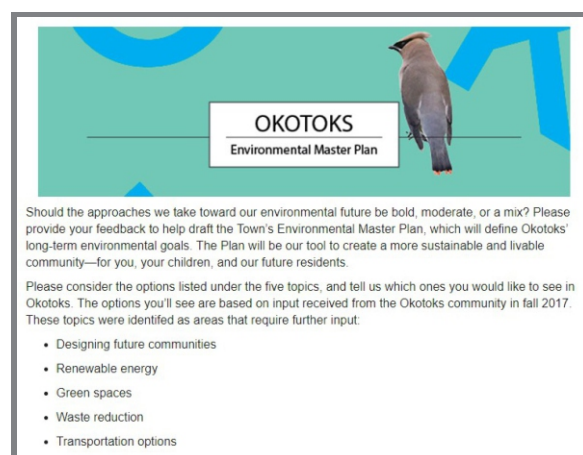 OKOTOKS
Environmental Master Plan
Should the approaches we take toward our environmental future be bold, moderate, or a mix? Please
provide your feedback to help draft the Town's Environmental Master Plan, which will define Okotoks'
long-term environmental goals. The Plan will be our tool to create a more sustainable and livable
community—for you, your children, and our future residents.
Please consider the options listed under the five topics, and tell us which ones you would like to see in
Okotoks. The options you'll see are based on input received from the Okotoks community in fall 2017.
These topics were identifed as areas that require further input:
• Designing future communities
• Renewable energy
• Green spaces
• Waste reduction
• Transportation options